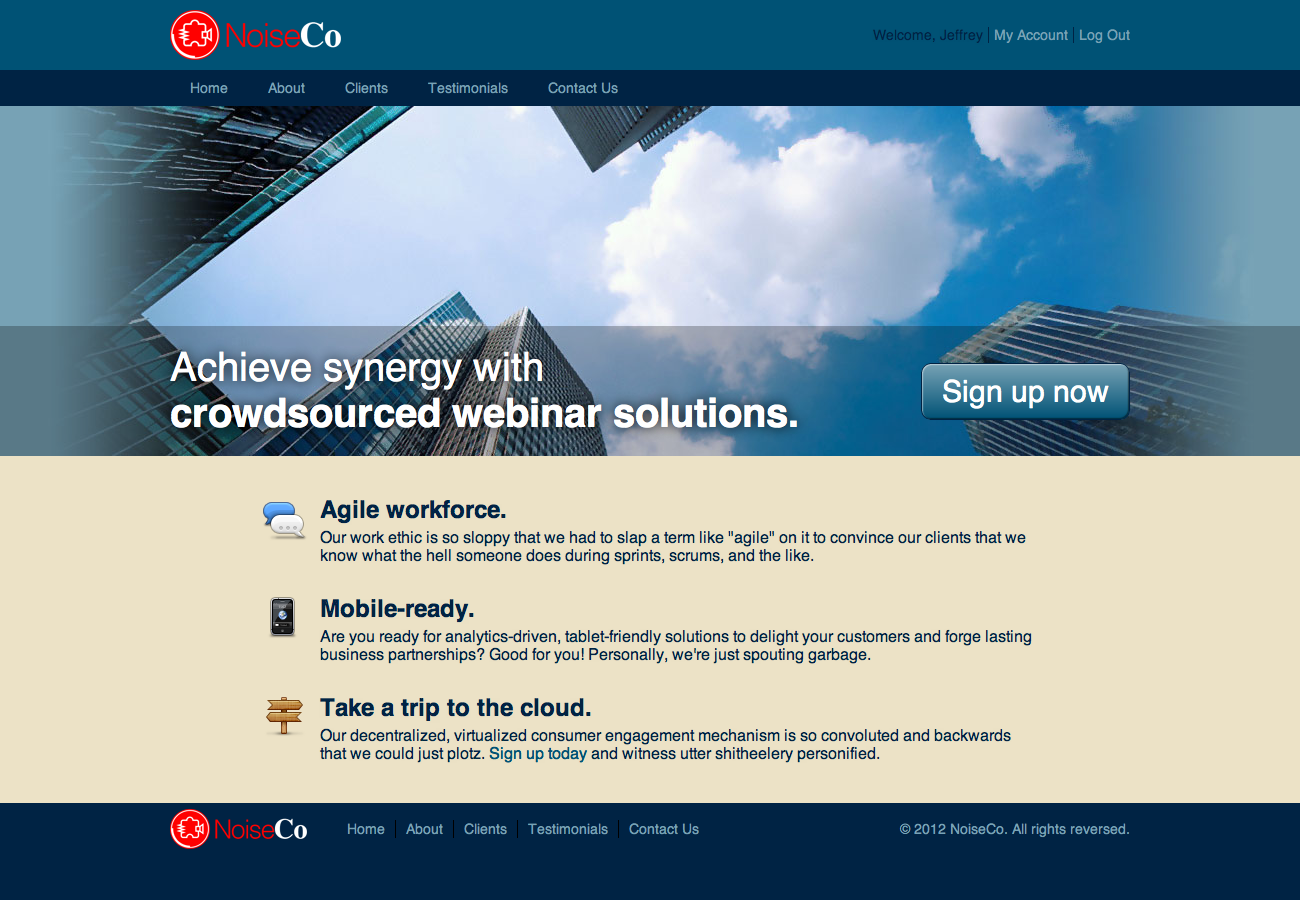 NoiseCo
Welcome, Jeffrey | My Account | Log Out
Home About Clients Testimonials Contact Us
Achieve synergy with
crowdsourced webinar solutions.
Sign up now
Agile workforce.
Our work ethic is so sloppy that we had to slap a term like "agile" on it to convince our clients that we
know what the hell someone does during sprints, scrums, and the like.
Mobile-ready.
Are you ready for analytics-driven, tablet-friendly solutions to delight your customers and forge lasting
business partnerships? Good for you! Personally, we're just spouting garbage.
Take a trip to the cloud.
Our decentralized, virtualized consumer engagement mechanism is so convoluted and backwards
that we could just plotz. Sign up today and witness utter shitheelery personified.
NoiseCo
Home | About | Clients | Testimonials | Contact Us
© 2012 NoiseCo. All rights reversed.